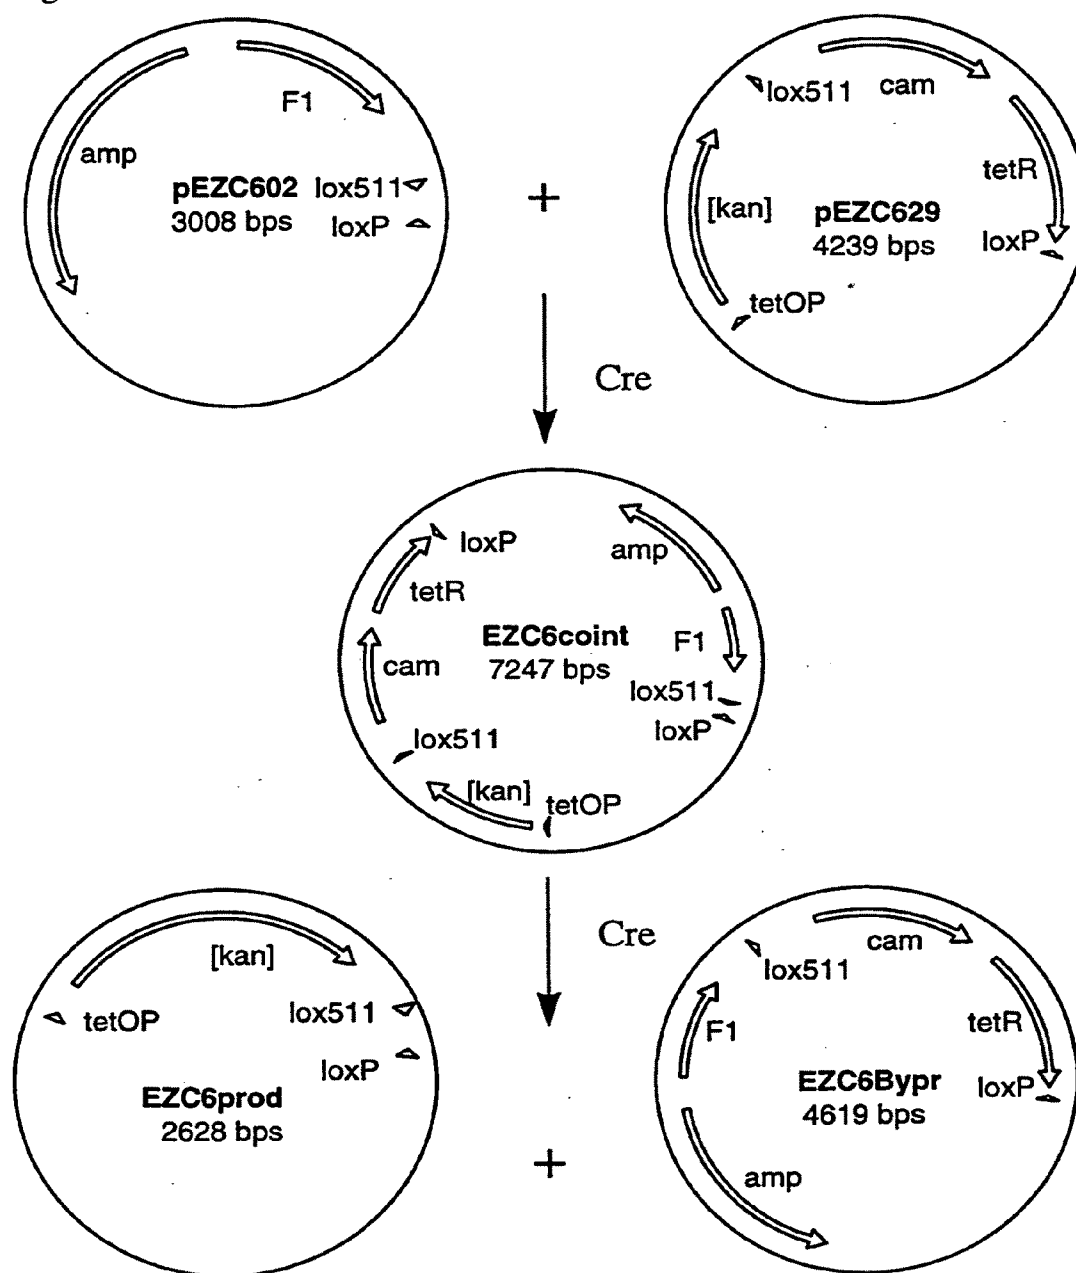 F1
amp
pEZC602
3008 bps
lox511
loxP
+
lox511
cam
tetR
[kan]
pEZC629
4239 bps
loxP
tetOP
Cre
loxP
amp
tetR
EZC6coint
7247 bps
F1
cam
lox511
loxP
lox511
[kan]
tetOP
Cre
[kan]
tetOP
lox511
loxP
EZC6prod
2628 bps
+
cam
lox511
F1
tetR
EZC6Bypr
4619 bps
loxP
amp